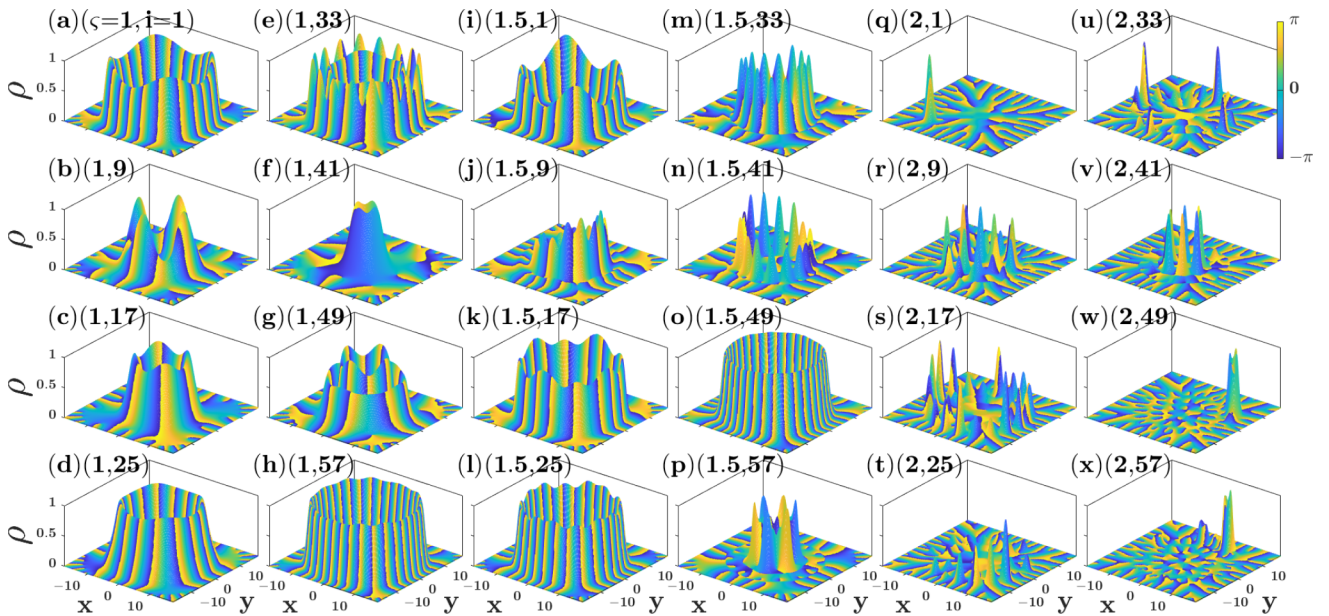 (a)(ς=1,i=1) (e)(1,33) (i)(1.5,1) (m)(1.5,33) (q)(2,1) (u)(2,33) π
1
0.5
0
ρ
0
−π
(b)(1,9) (f)(1,41) (j)(1.5,9) (n)(1.5,41) (r)(2,9) (v)(2,41)
1
0.5
0
ρ
(c)(1,17) (g)(1,49) (k)(1.5,17) (o)(1.5,49) (s)(2,17) (w)(2,49)
1
0.5
0
ρ
(d)(1,25) (h)(1,57) (l)(1.5,25) (p)(1.5,57) (t)(2,25) (x)(2,57)
1
0.5
0
ρ
−10 0 10 −10 0 10 −10 0 10 −10 0 10 −10 0 10 −10 0 10 −10 0 10 −10 0 10 −10 0 10 −10 0 10 −10 0 10 −10 0 10
x y x y x y x y x y x y